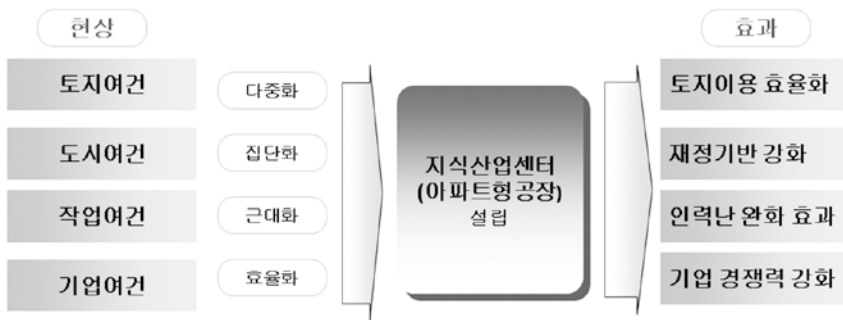 현상
효과
토지여건
다중화
토지이용 효율화
도시여건
집단화
재정기반 강화
지식산업센터
(아파트형공장)
설립
작업여건
근대화
인력난 완화 효과
기업여건
효율화
기업 경쟁력 강화